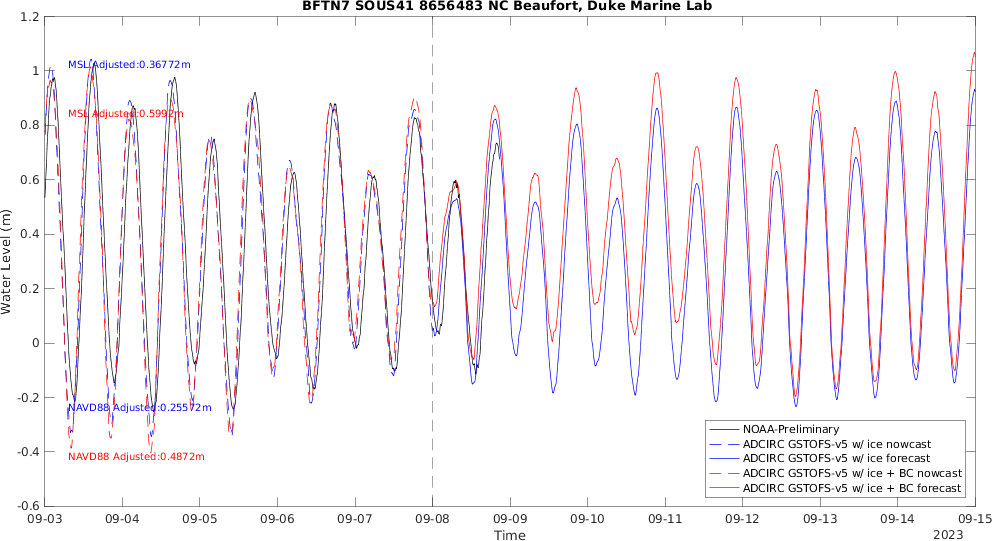 BFTN7 SOUS41 8656483 NC Beaufort, Duke Marine Lab
Water Level (m)
1.2
1
0.8
0.6
0.4
0.2
0
-0.2
-0.4
-0.6
MSL Adjusted:0.36772m
MSL Adjusted:0.5992m
NAVD88 Adjusted:0.25572m
NAVD88 Adjusted:0.4872m
NOAA-Preliminary
ADCIRC GSTOFS-v5 w/ ice nowcast
ADCIRC GSTOFS-v5 w/ ice forecast
ADCIRC GSTOFS-v5 w/ ice + BC nowcast
ADCIRC GSTOFS-v5 w/ ice + BC forecast
09-03 09-04 09-05 09-06 09-07 09-08 09-09 09-10 09-11 09-12 09-13 09-14 09-15
Time
2023